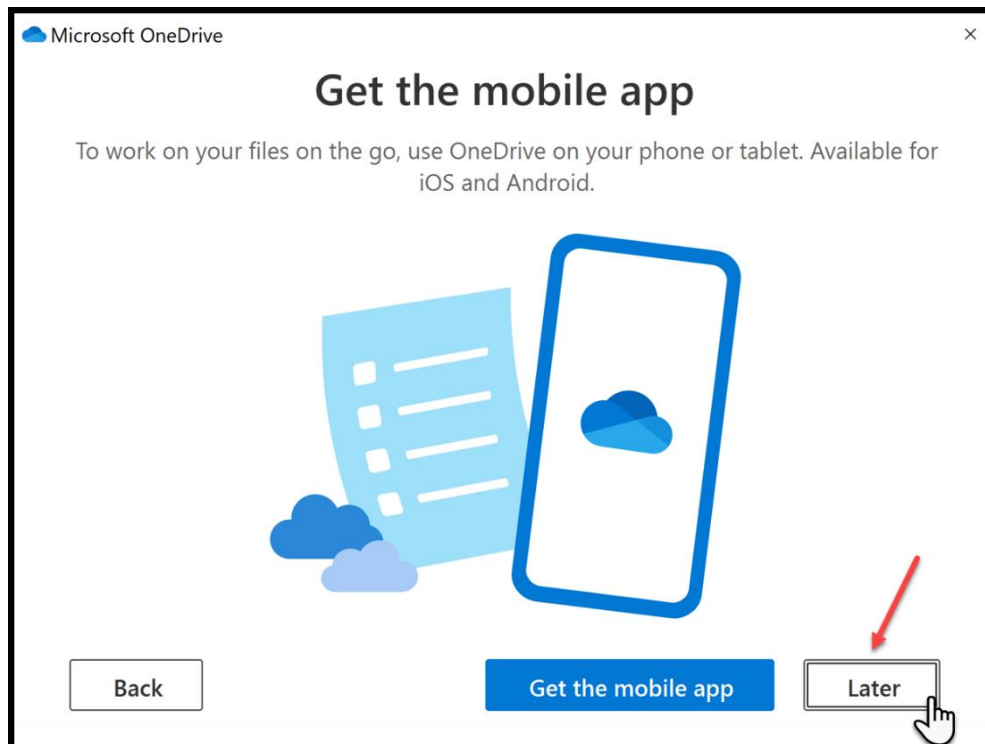 Microsoft OneDrive
Get the mobile app
To work on your files on the go, use OneDrive on your phone or tablet. Available for
iOS and Android.
Back
Get the mobile app
Later